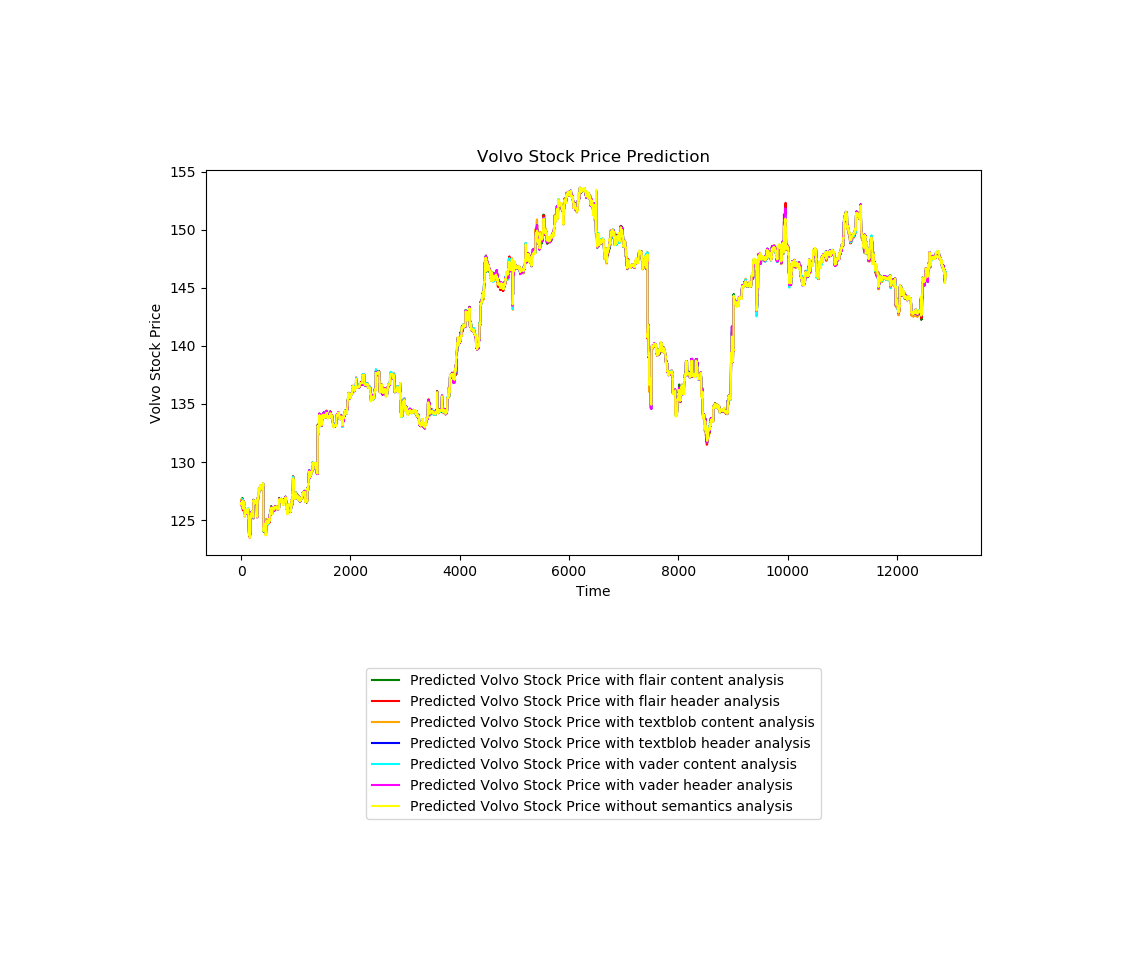 Volvo Stock Price Prediction
155
150
145
140
135
130
125
Volvo Stock Price
0 2000 4000 6000 8000 10000 12000
Time
Predicted Volvo Stock Price with flair content analysis
Predicted Volvo Stock Price with flair header analysis
Predicted Volvo Stock Price with textblob content analysis
Predicted Volvo Stock Price with textblob header analysis
Predicted Volvo Stock Price with vader content analysis
Predicted Volvo Stock Price with vader header analysis
Predicted Volvo Stock Price without semantics analysis